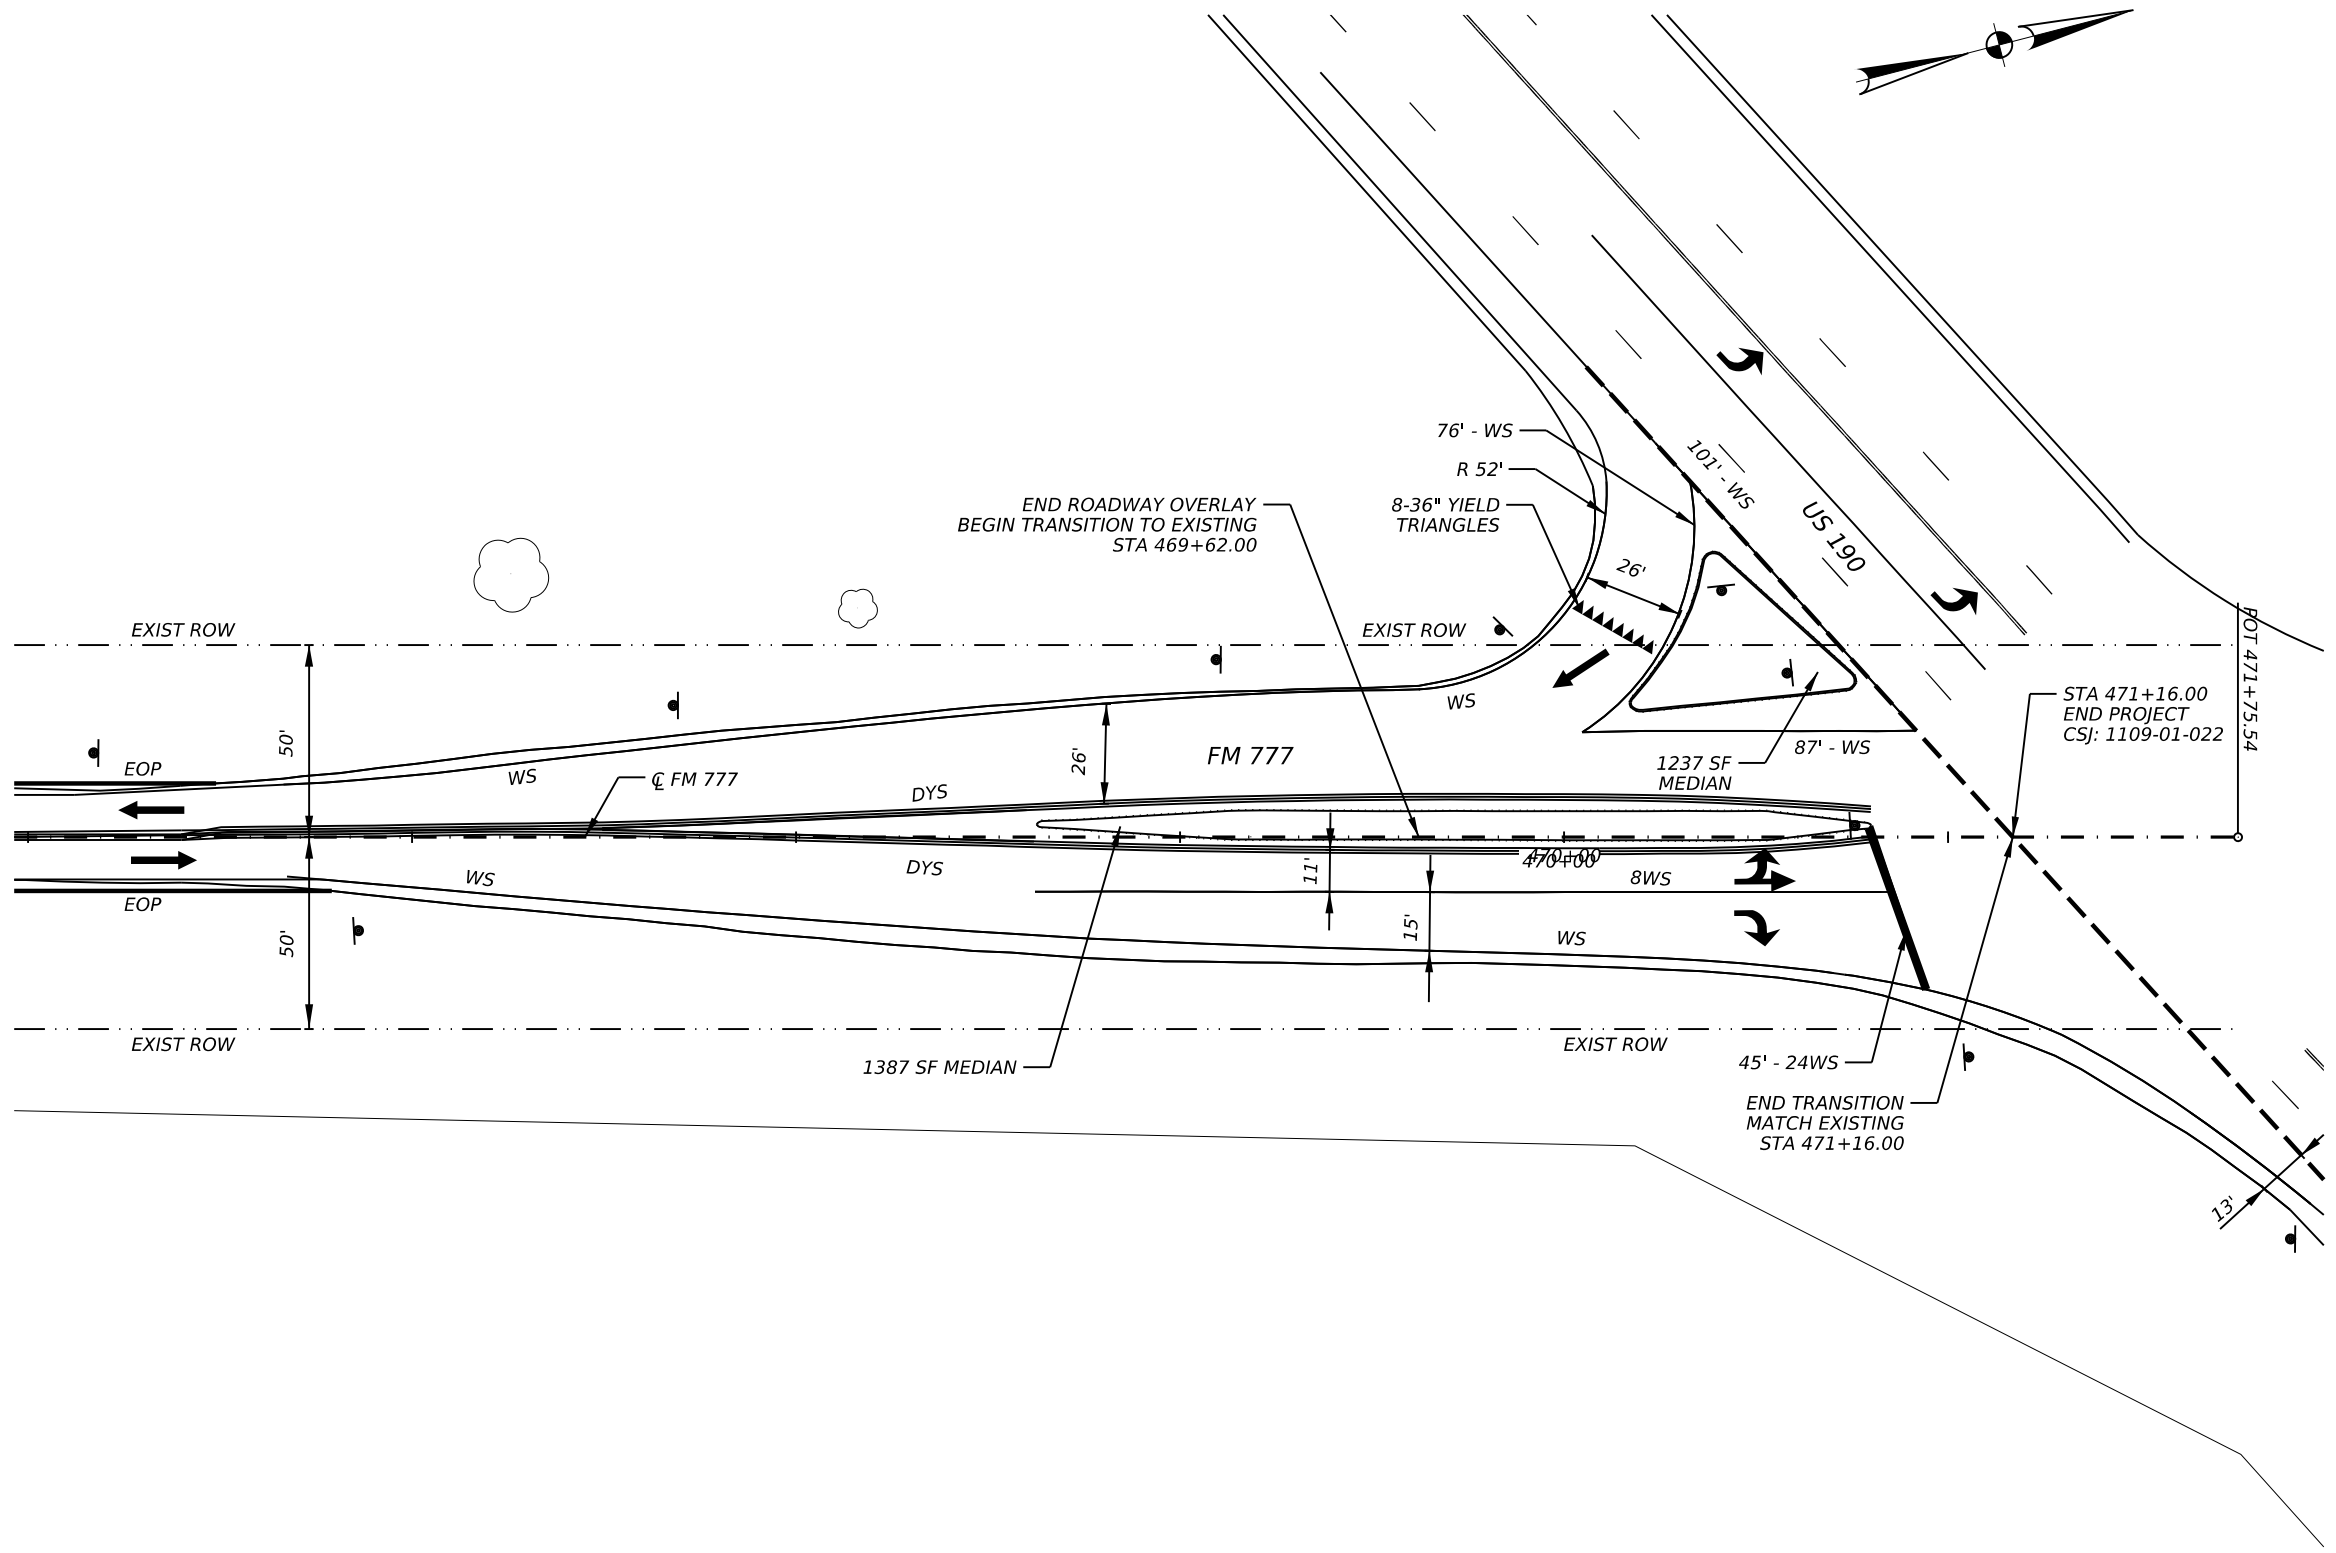 76' - WS
R 52'
8-36" YIELD
TRIANGLES
END ROADWAY OVERLAY
BEGIN TRANSITION TO EXISTING
STA 469+62.00
101' - WS
US 190
26'
EXIST ROW
EXIST ROW
POT 471+75.54
STA 471+16.00
END PROJECT
CSJ: 1109-01-022
WS
50'
EOP
WS
℄ FM 777
26'
FM 777
87' - WS
1237 SF
MEDIAN
DYS
DYS
470+00
470+00
11'
8WS
WS
EOP
50'
15'
WS
EXIST ROW
EXIST ROW
1387 SF MEDIAN
45' - 24WS
END TRANSITION
MATCH EXISTING
STA 471+16.00
13'